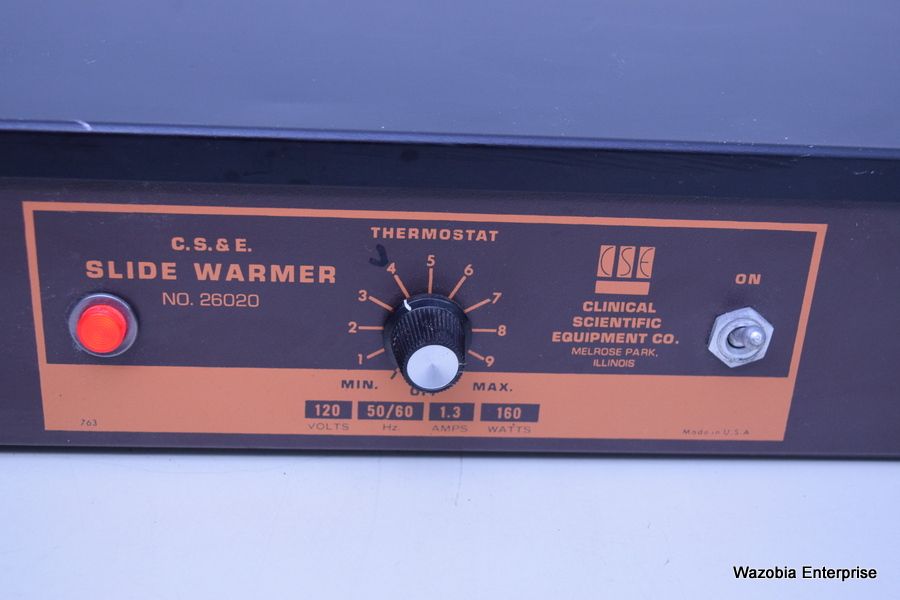 C.S.& E.
SLIDE WARMER
NO. 26020
THERMOSTAT
1
2
3
4
5
6
7
8
9
MIN.
MAX.
CSE
CLINICAL
SCIENTIFIC
EQUIPMENT CO.
MELROSE PARK,
ILLINOIS
ON
120 50/60 1.3 160
VOLTS Hz AMPS WATTS
763
Made in U.S.A
Wazobia Enterprise